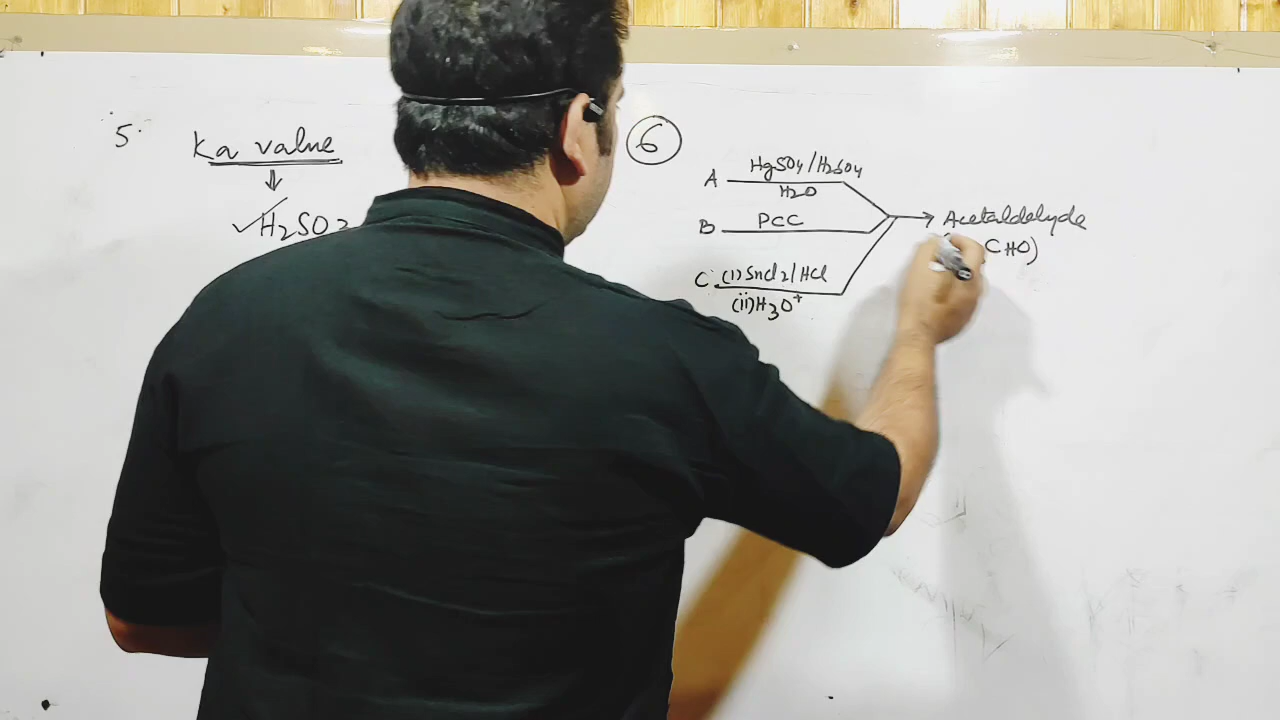 5.
Ka value
⇓
✓H₂SO₃
6
A HgSO₄/H₂SO₄
H₂O
B PCC
C (i) SnCl₂/HCl
(ii) H₃O⁺
→ Acetaldehyde
CHO)